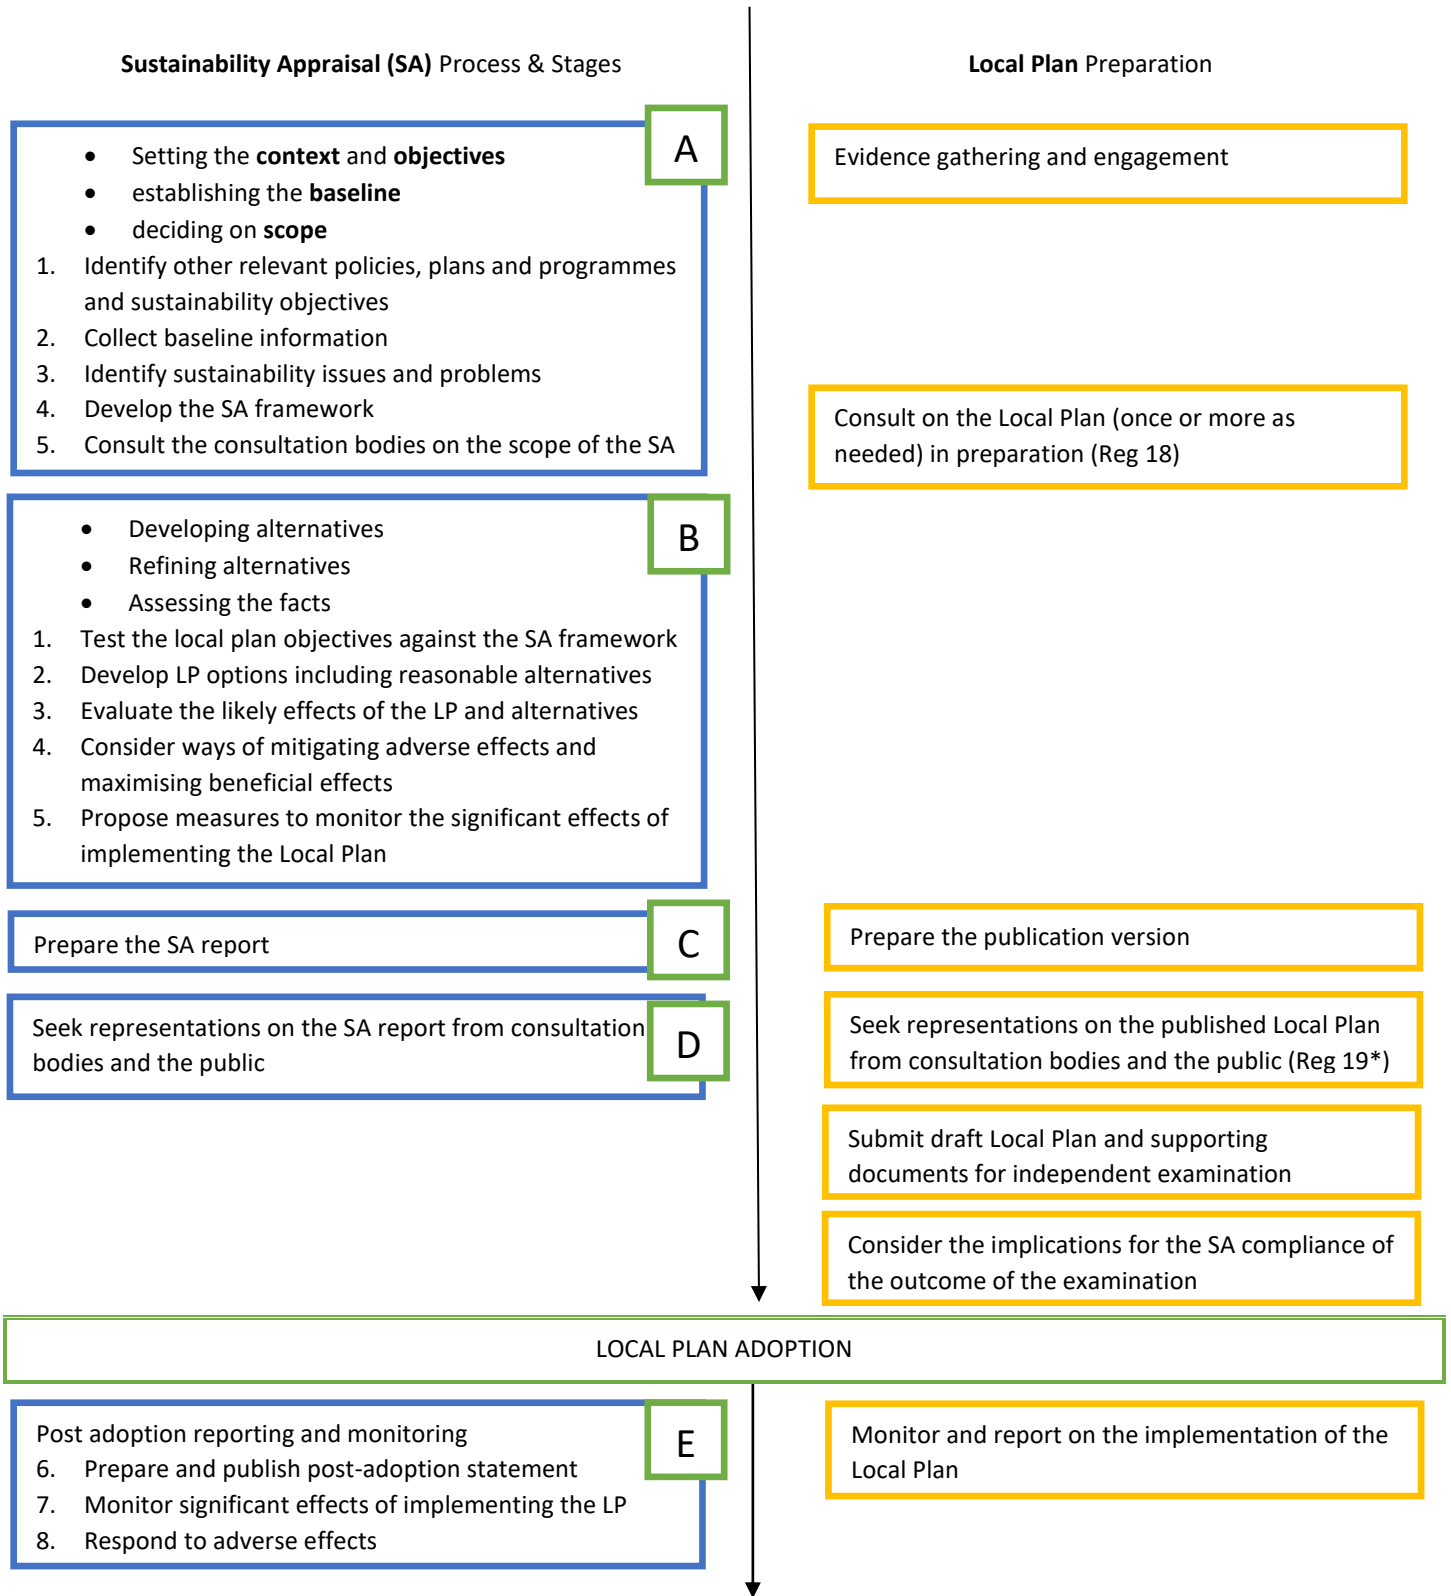 Sustainability Appraisal (SA) Process & Stages
Local Plan Preparation
A
• Setting the context and objectives
• establishing the baseline
• deciding on scope
1. Identify other relevant policies, plans and programmes
and sustainability objectives
2. Collect baseline information
3. Identify sustainability issues and problems
4. Develop the SA framework
5. Consult the consultation bodies on the scope of the SA
Evidence gathering and engagement
Consult on the Local Plan (once or more as
needed) in preparation (Reg 18)
B
• Developing alternatives
• Refining alternatives
• Assessing the facts
1. Test the local plan objectives against the SA framework
2. Develop LP options including reasonable alternatives
3. Evaluate the likely effects of the LP and alternatives
4. Consider ways of mitigating adverse effects and
maximising beneficial effects
5. Propose measures to monitor the significant effects of
implementing the Local Plan
Prepare the SA report
C
Prepare the publication version
Seek representations on the SA report from consultation
bodies and the public
D
Seek representations on the published Local Plan
from consultation bodies and the public (Reg 19*)
Submit draft Local Plan and supporting
documents for independent examination
Consider the implications for the SA compliance of
the outcome of the examination
LOCAL PLAN ADOPTION
E
Post adoption reporting and monitoring
6. Prepare and publish post-adoption statement
7. Monitor significant effects of implementing the LP
8. Respond to adverse effects
Monitor and report on the implementation of the
Local Plan